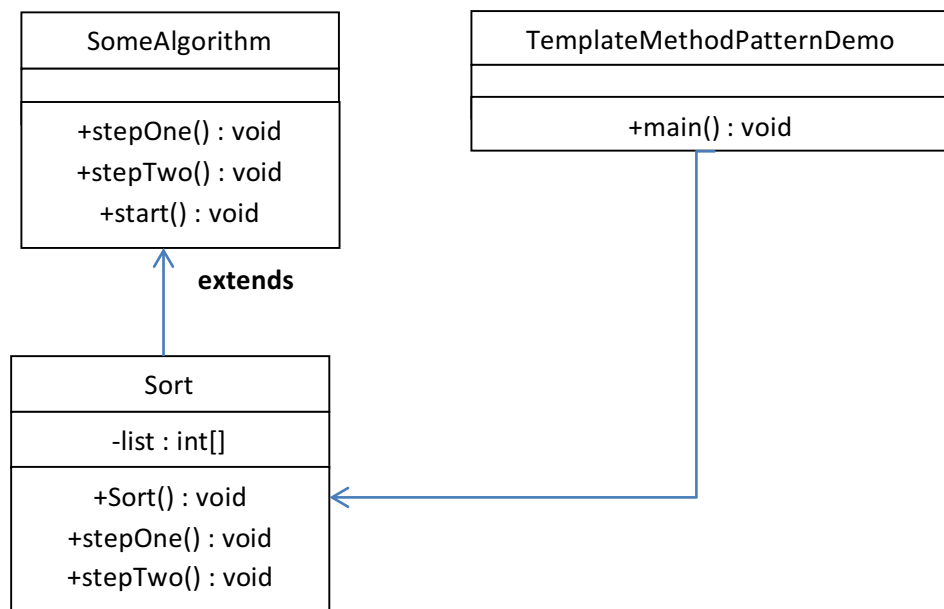 SomeAlgorithm
+stepOne() : void
+stepTwo() : void
+start() : void
TemplateMethodPatternDemo
+main() : void
extends
Sort
-list : int[]
+Sort() : void
+stepOne() : void
+stepTwo() : void